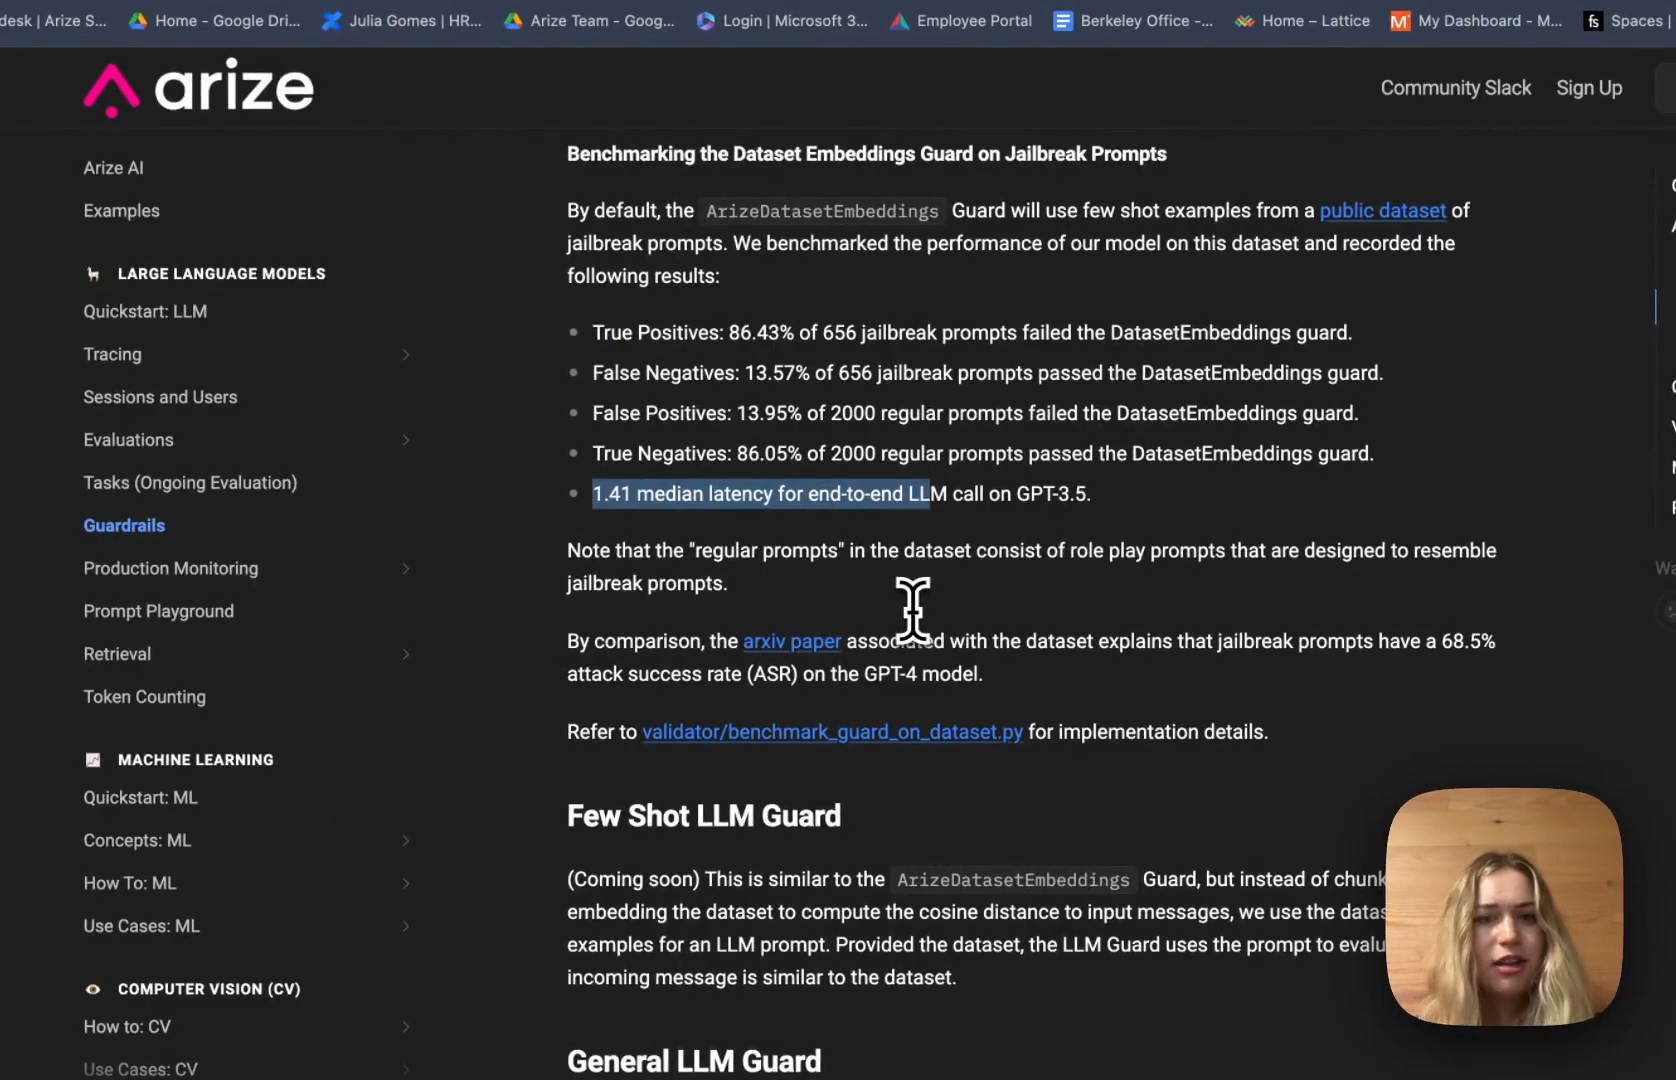 desk | Arize S...
Home - Google Dri...
Julia Gomes | HR...
Arize Team - Goog...
Login | Microsoft 3...
Employee Portal
Berkeley Office -...
Home – Lattice
My Dashboard - M...
Spaces |
arize
Community Slack
Sign Up
Arize AI
Examples
LARGE LANGUAGE MODELS
Quickstart: LLM
Tracing
Sessions and Users
Evaluations
Tasks (Ongoing Evaluation)
Guardrails
Production Monitoring
Prompt Playground
Retrieval
Token Counting
MACHINE LEARNING
Quickstart: ML
Concepts: ML
How To: ML
Use Cases: ML
COMPUTER VISION (CV)
How to: CV
Use Cases: CV
Benchmarking the Dataset Embeddings Guard on Jailbreak Prompts
By default, the ArizeDatasetEmbeddings Guard will use few shot examples from a public dataset of
jailbreak prompts. We benchmarked the performance of our model on this dataset and recorded the
following results:
True Positives: 86.43% of 656 jailbreak prompts failed the DatasetEmbeddings guard.
False Negatives: 13.57% of 656 jailbreak prompts passed the DatasetEmbeddings guard.
False Positives: 13.95% of 2000 regular prompts failed the DatasetEmbeddings guard.
True Negatives: 86.05% of 2000 regular prompts passed the DatasetEmbeddings guard.
1.41 median latency for end-to-end LLM call on GPT-3.5.
Note that the "regular prompts" in the dataset consist of role play prompts that are designed to resemble
jailbreak prompts.
By comparison, the arxiv paper associated with the dataset explains that jailbreak prompts have a 68.5%
attack success rate (ASR) on the GPT-4 model.
Refer to validator/benchmark_guard_on_dataset.py for implementation details.
Few Shot LLM Guard
(Coming soon) This is similar to the ArizeDatasetEmbeddings Guard, but instead of chunk
embedding the dataset to compute the cosine distance to input messages, we use the datas
examples for an LLM prompt. Provided the dataset, the LLM Guard uses the prompt to evalu
incoming message is similar to the dataset.
General LLM Guard